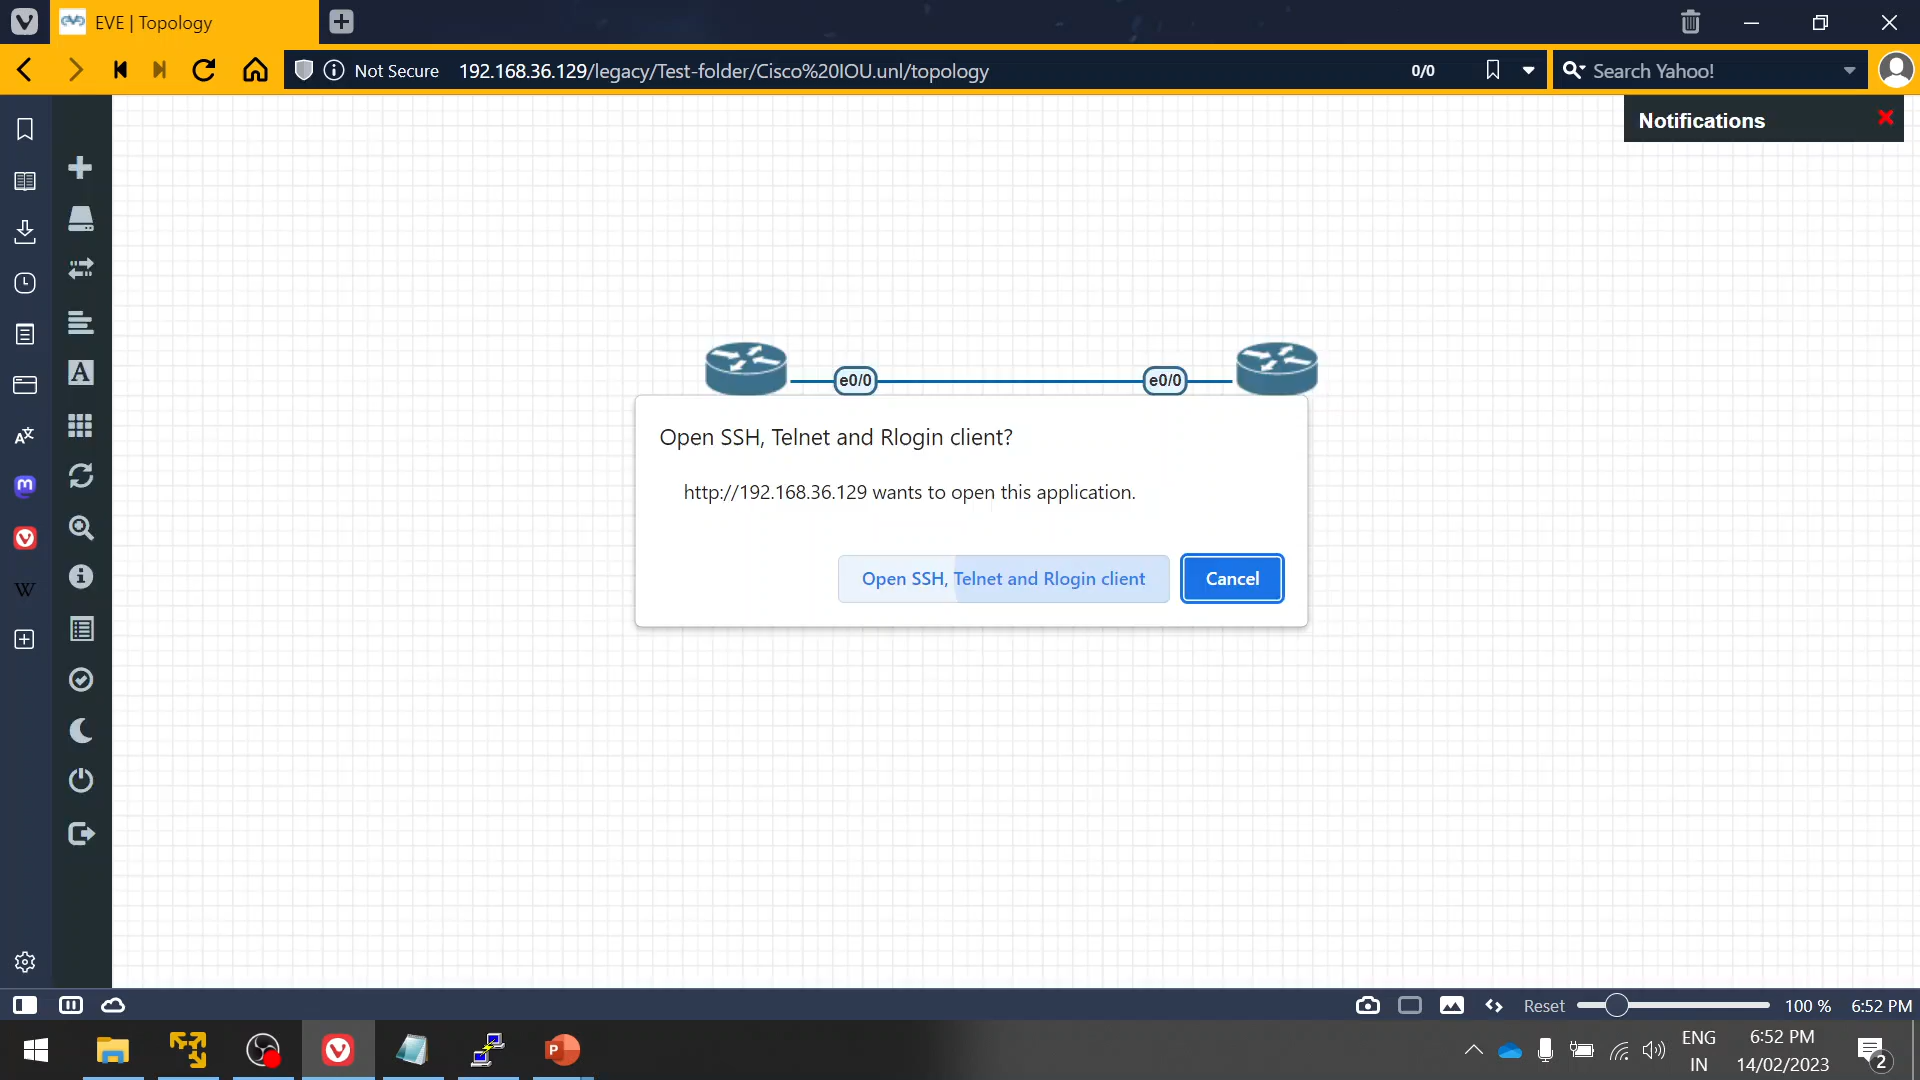 EVE | Topology
Not Secure 192.168.36.129/legacy/Test-folder/Cisco%20IOU.unl/topology 0/0 Search Yahoo!
Notifications
e0/0 e0/0
Open SSH, Telnet and Rlogin client?
http://192.168.36.129 wants to open this application.
Open SSH, Telnet and Rlogin client Cancel
Reset 100 % 6:52 PM
ENG 6:52 PM
IN 14/02/2023 2